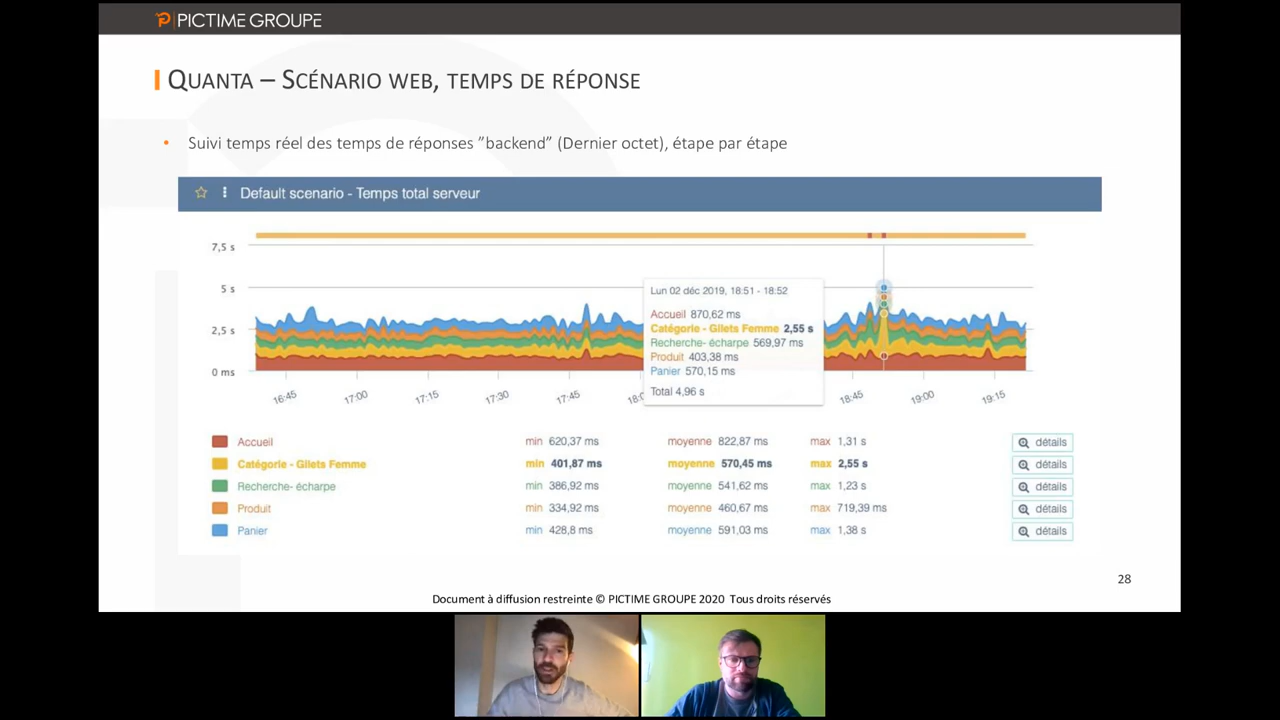 PICTIME GROUPE
QUANTA – SCÉNARIO WEB, TEMPS DE RÉPONSE
• Suivi temps réel des temps de réponses ”backend” (Dernier octet), étape par étape
Default scenario - Temps total serveur
7,5 s
5 s
2,5 s
0 ms
Lun 02 déc 2019, 18:51 - 18:52
Accueil 870,62 ms
Catégorie - Gilets Femme 2,55 s
Recherche- écharpe 569,97 ms
Produit 403,38 ms
Panier 570,15 ms
Total 4,96 s
16:45 17:00 17:15 17:30 17:45 18:0 18:45 19:00 19:15
Accueil min 620,37 ms moyenne 822,87 ms max 1,31 s détails
Catégorie - Gilets Femme min 401,87 ms moyenne 570,45 ms max 2,55 s détails
Recherche- écharpe min 386,92 ms moyenne 541,62 ms max 1,23 s détails
Produit min 334,92 ms moyenne 460,67 ms max 719,39 ms détails
Panier min 428,8 ms moyenne 591,03 ms max 1,38 s détails
28
Document à diffusion restreinte © PICTIME GROUPE 2020 Tous droits réservés